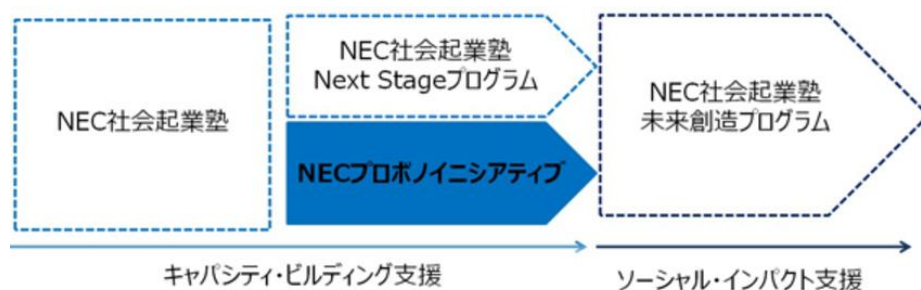 NEC社会起業塾
NEC社会起業塾
Next Stageプログラム
NECプロボノイニシアティブ
NEC社会起業塾
未来創造プログラム
キャパシティ・ビルディング支援
ソーシャル・インパクト支援